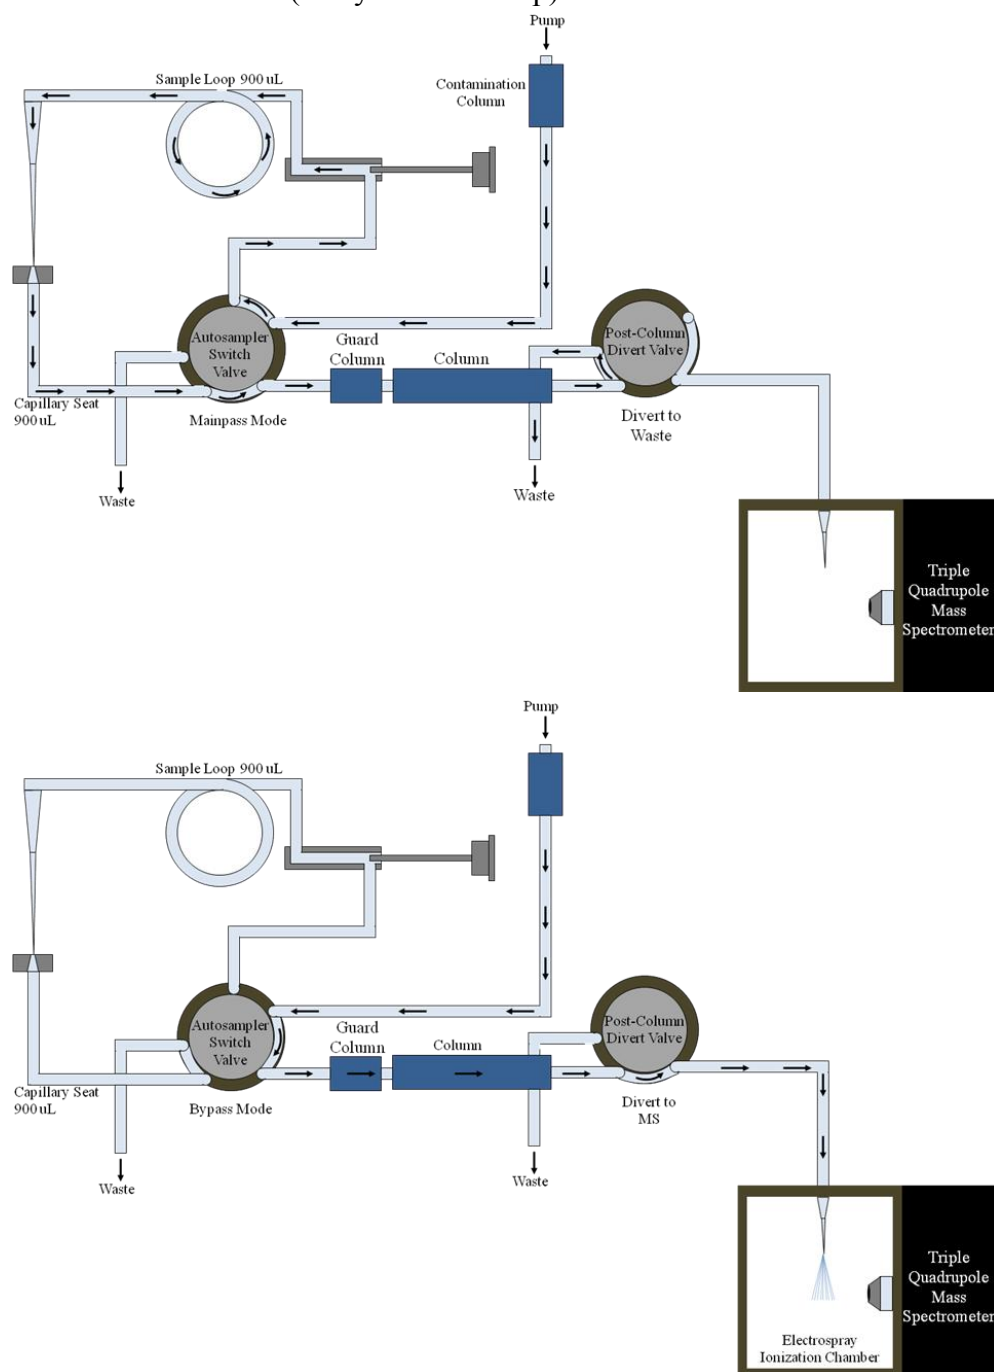 Pump
Sample Loop 900 uL
Contamination
Column
Autosampler
Switch
Valve
Post-Column
Divert Valve
Guard
Column
Column
Capillary Seat
900uL
Mainpass Mode
Divert to
Waste
Waste
Waste
Triple
Quadrupole
Mass
Spectrometer
Pump
Sample Loop 900 uL
Autosampler
Switch
Valve
Post-Column
Divert Valve
Guard
Column
Column
Capillary Seat
900uL
Bypass Mode
Divert to
MS
Waste
Waste
Triple
Quadrupole
Mass
Spectrometer
Electrospray
Ionization Chamber